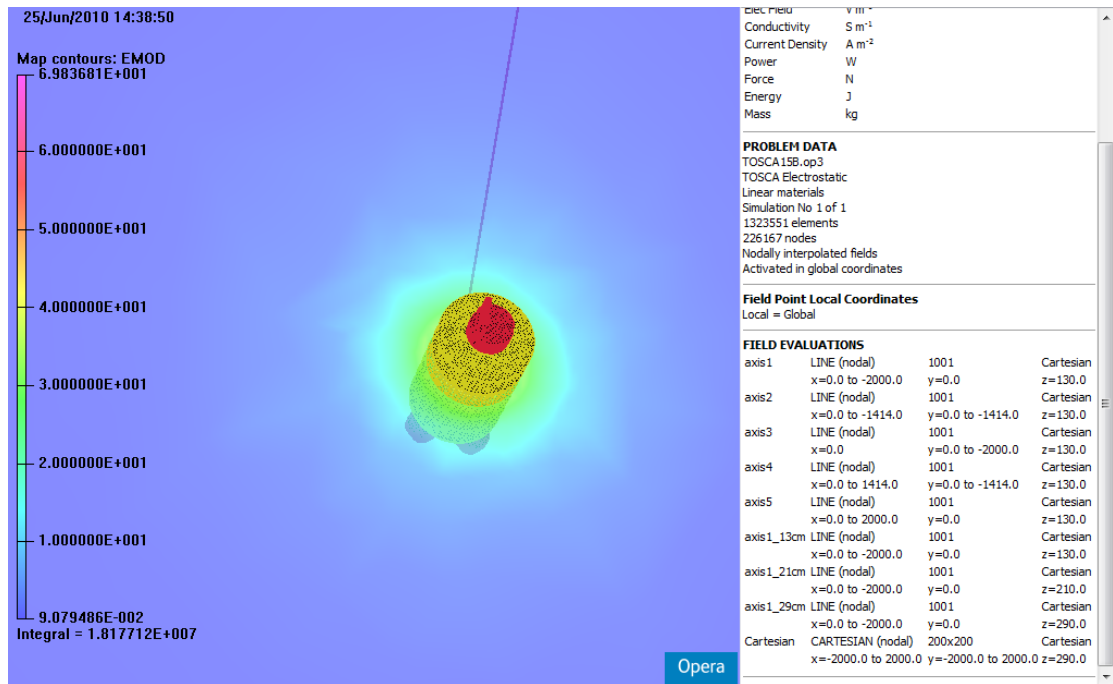 25/Jun/2010 14:38:50
Map contours: EMOD
6.983681E+001
6.000000E+001
5.000000E+001
4.000000E+001
3.000000E+001
2.000000E+001
1.000000E+001
9.079486E-002
Integral = 1.817712E+007
Opera
Elec Field V m⁻¹
Conductivity S m⁻¹
Current Density A m⁻²
Power W
Force N
Energy J
Mass kg
PROBLEM DATA
TOSCA15B.op3
TOSCA Electrostatic
Linear materials
Simulation No 1 of 1
1323551 elements
226167 nodes
Nodally interpolated fields
Activated in global coordinates
Field Point Local Coordinates
Local = Global
FIELD EVALUATIONS
axis1 LINE (nodal) 1001 Cartesian
x=0.0 to -2000.0 y=0.0 z=130.0
axis2 LINE (nodal) 1001 Cartesian
x=0.0 to -1414.0 y=0.0 to -1414.0 z=130.0
axis3 LINE (nodal) 1001 Cartesian
x=0.0 y=0.0 to -2000.0 z=130.0
axis4 LINE (nodal) 1001 Cartesian
x=0.0 to 1414.0 y=0.0 to -1414.0 z=130.0
axis5 LINE (nodal) 1001 Cartesian
x=0.0 to 2000.0 y=0.0 z=130.0
axis1_13cm LINE (nodal) 1001 Cartesian
x=0.0 to -2000.0 y=0.0 z=130.0
axis1_21cm LINE (nodal) 1001 Cartesian
x=0.0 to -2000.0 y=0.0 z=210.0
axis1_29cm LINE (nodal) 1001 Cartesian
x=0.0 to -2000.0 y=0.0 z=290.0
Cartesian CARTESIAN (nodal) 200x200 Cartesian
x=-2000.0 to 2000.0 y=-2000.0 to 2000.0 z=290.0